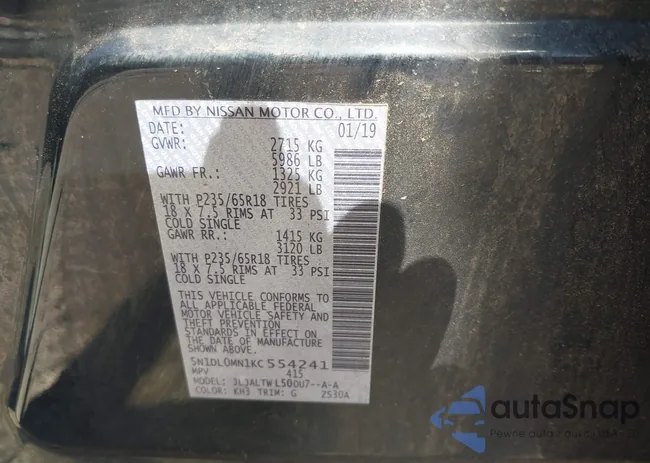 MFD BY NISSAN MOTOR CO., LTD.
DATE: 01/19
GVWR: 2715 KG
5986 LB
GAWR FR.: 1325 KG
2921 LB
WITH P235/65R18 TIRES
18 X 7.5 RIMS AT 33 PSI
COLD SINGLE
GAWR RR.: 1415 KG
3120 LB
WITH P235/65R18 TIRES
18 X 7.5 RIMS AT 33 PSI
COLD SINGLE
THIS VEHICLE CONFORMS TO
ALL APPLICABLE FEDERAL
MOTOR VEHICLE SAFETY AND
THEFT PREVENTION
STANDARDS IN EFFECT ON
THE DATE OF MANUFACTURE
SHOWN ABOVE.
5N1DL0MN1KC554241
MPV 415
MODEL: JLJALTWL50OU7--A-A
COLOR: KH3 TRIM: G Z530A
autaSnap
Pewne auto z